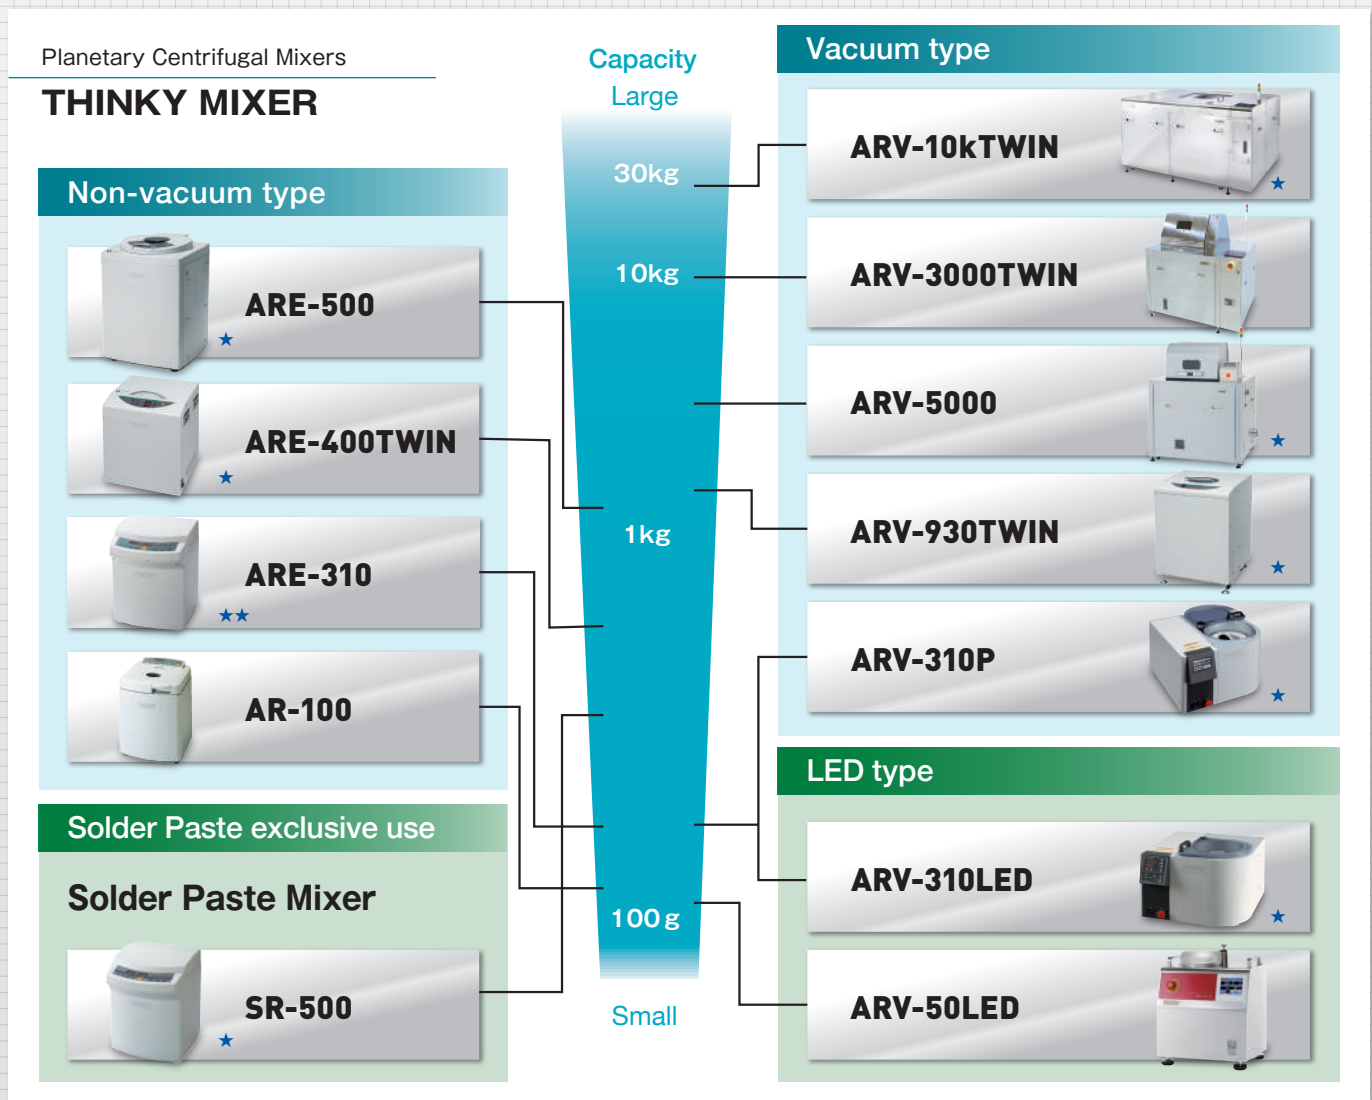 Planetary Centrifugal Mixers
THINKY MIXER
Non-vacuum type
ARE-500
★
ARE-400TWIN
★
ARE-310
★★
AR-100
Solder Paste exclusive use
Solder Paste Mixer
SR-500
★
Capacity
Large
30kg
10kg
1kg
100g
Small
Vacuum type
ARV-10kTWIN
★
ARV-3000TWIN
ARV-5000
★
ARV-930TWIN
★
ARV-310P
★
LED type
ARV-310LED
★
ARV-50LED